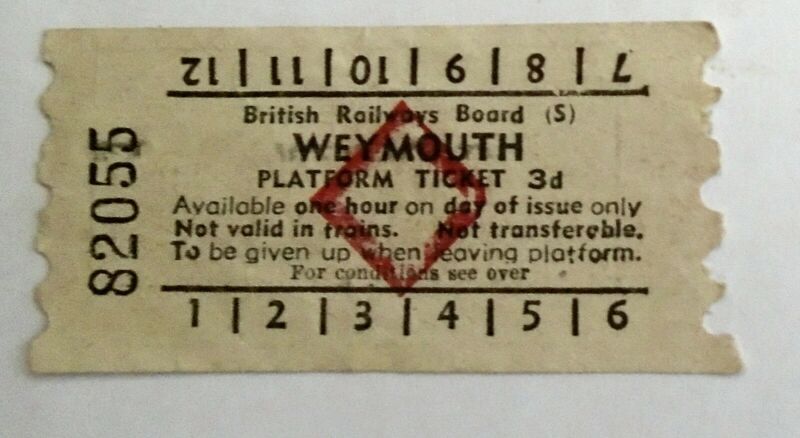 12 | 11 | 10 | 9 | 8 | 7
British Railways Board (S)
WEYMOUTH
PLATFORM TICKET 3d
Available one hour on day of issue only
Not valid in trains. Not transferable.
To be given up when leaving platform.
For conditions see over
1 | 2 | 3 | 4 | 5 | 6
82055